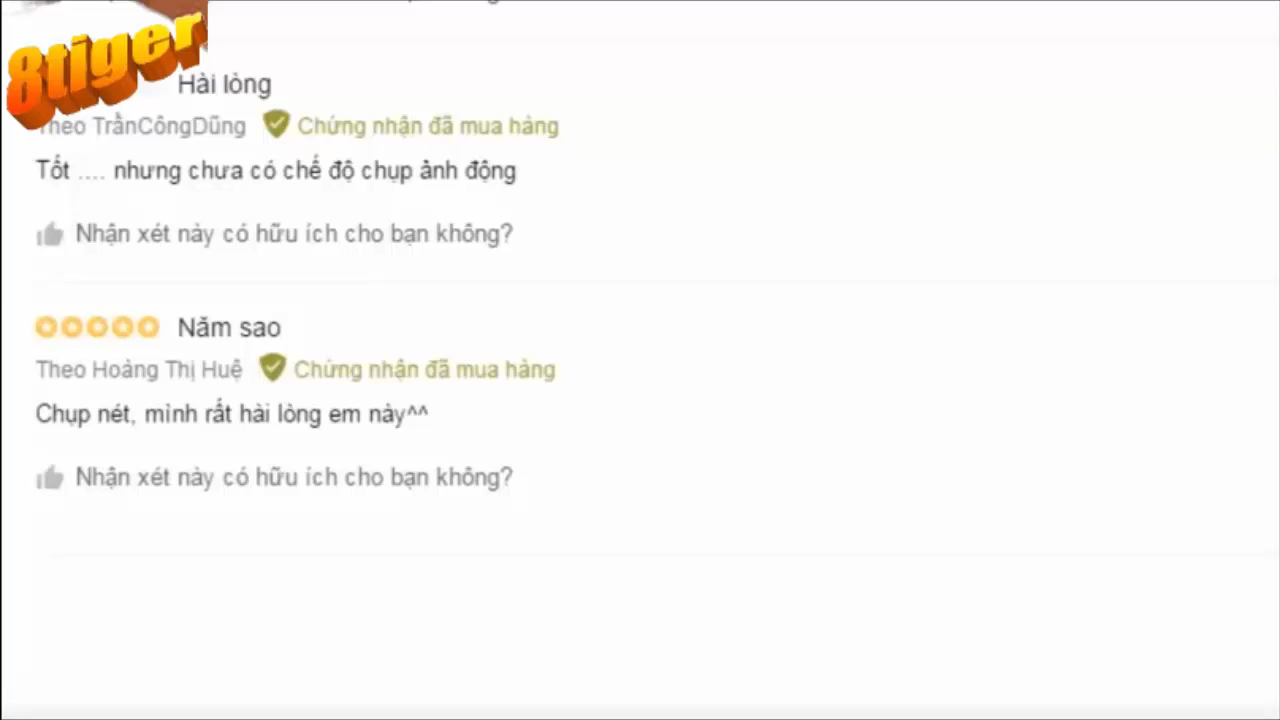 8tiger
Hài lòng
Theo TrầnCôngDũng Chứng nhận đã mua hàng
Tốt .... nhưng chưa có chế độ chụp ảnh động
Nhận xét này có hữu ích cho bạn không?
Năm sao
Theo Hoàng Thị Huệ Chứng nhận đã mua hàng
Chụp nét, mình rất hài lòng em này^^
Nhận xét này có hữu ích cho bạn không?